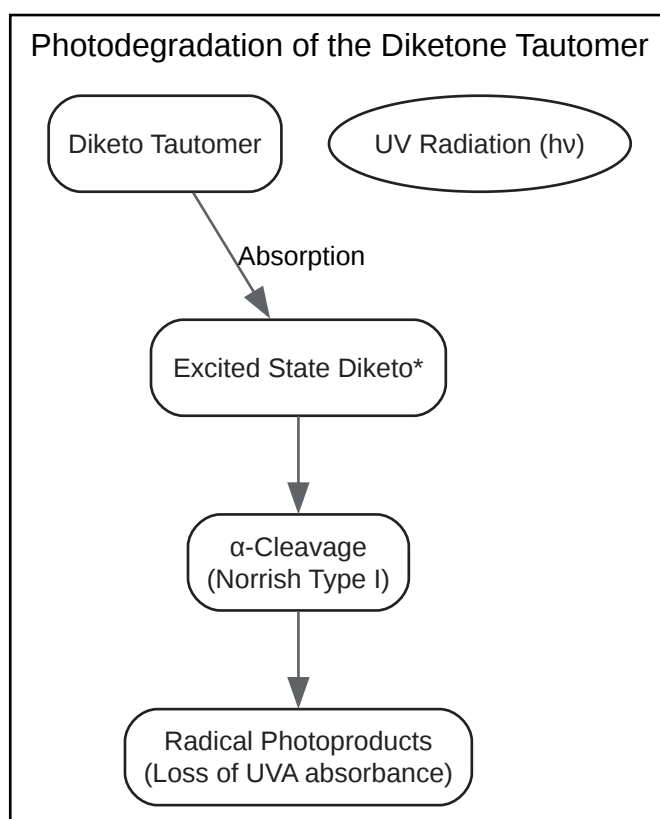 Photodegradation of the Diketone Tautomer
Diketo Tautomer
UV Radiation (hν)
Absorption
Excited State Diketo*
α-Cleavage
(Norrish Type I)
Radical Photoproducts
(Loss of UVA absorbance)